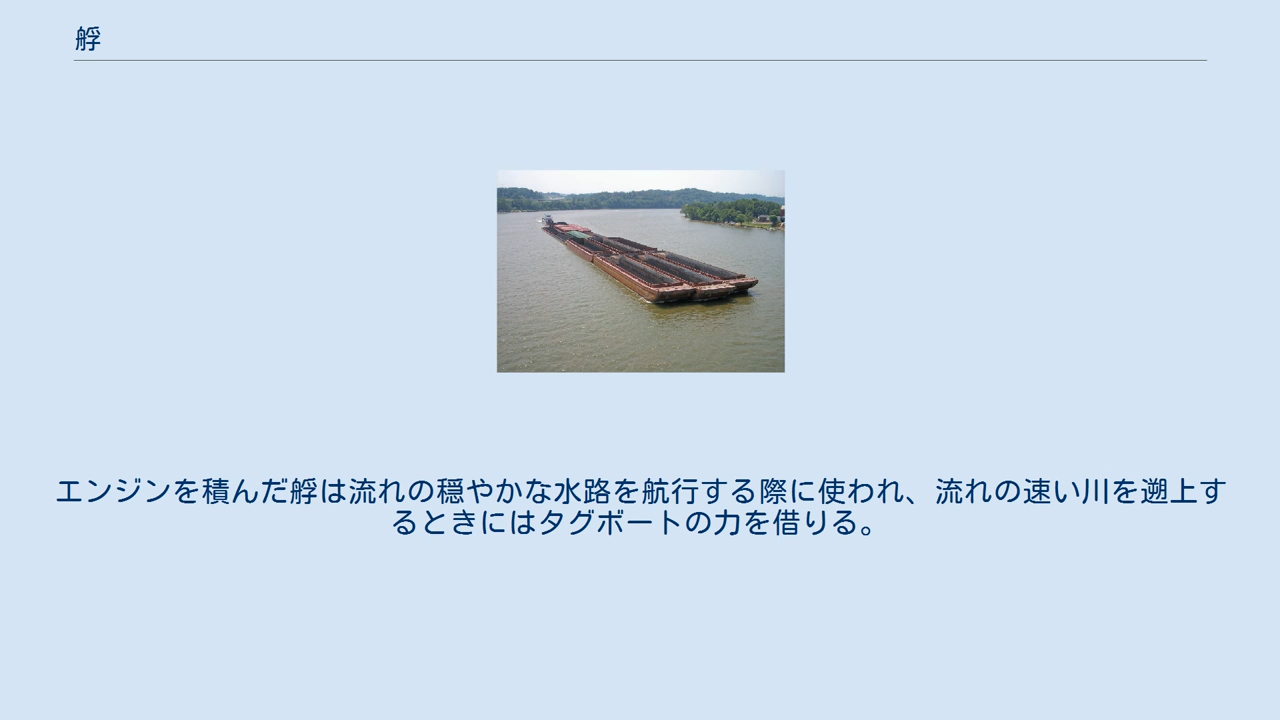 艀
エンジンを積んだ艀は流れの穏やかな水路を航行する際に使われ、流れの速い川を遡上す
るときにはタグボートの力を借りる。